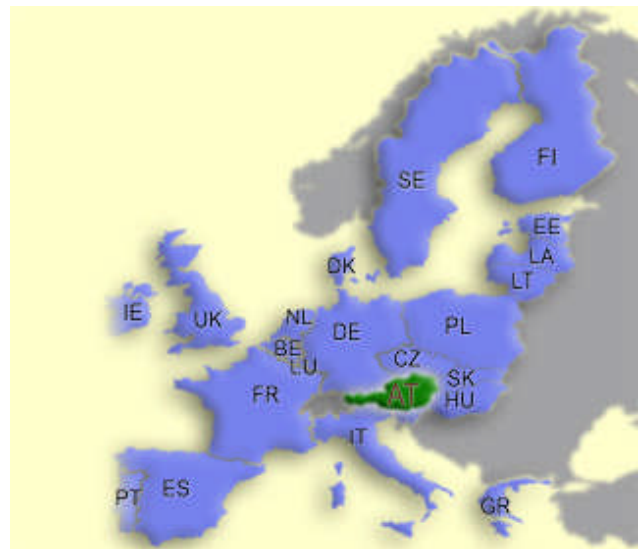 FI
SE
EE
LA
LT
DK
IE
UK
NL
DE
PL
BE
LU
CZ
FR
AT
SK
HU
IT
PT
ES
GR